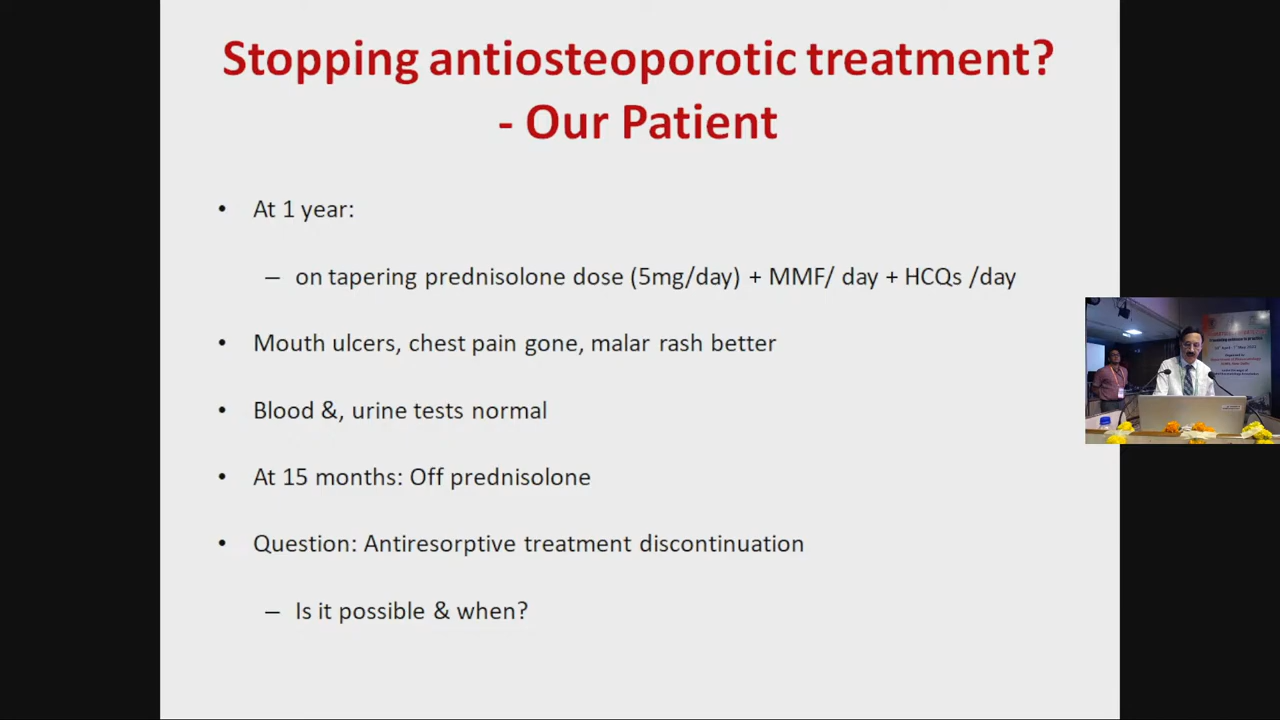 Stopping antiosteoporotic treatment?
- Our Patient
• At 1 year:
– on tapering prednisolone dose (5mg/day) + MMF/ day + HCQs /day
• Mouth ulcers, chest pain gone, malar rash better
• Blood &, urine tests normal
• At 15 months: Off prednisolone
• Question: Antiresorptive treatment discontinuation
– Is it possible & when?